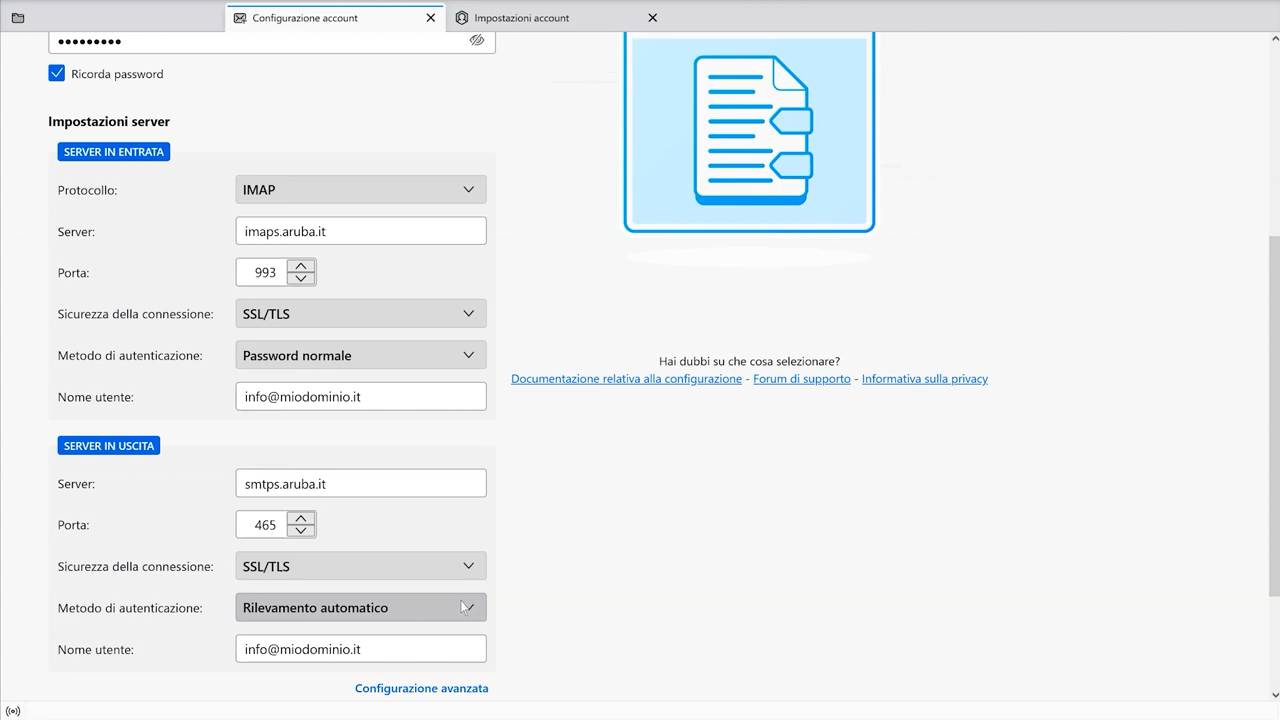 Configurazione account
Impostazioni account
•••••••••
Ricorda password
Impostazioni server
SERVER IN ENTRATA
Protocollo: IMAP
Server: imaps.aruba.it
Porta: 993
Sicurezza della connessione: SSL/TLS
Metodo di autenticazione: Password normale
Nome utente: info@miodominio.it
SERVER IN USCITA
Server: smtps.aruba.it
Porta: 465
Sicurezza della connessione: SSL/TLS
Metodo di autenticazione: Rilevamento automatico
Nome utente: info@miodominio.it
Configurazione avanzata
Hai dubbi su che cosa selezionare?
Documentazione relativa alla configurazione - Forum di supporto - Informativa sulla privacy